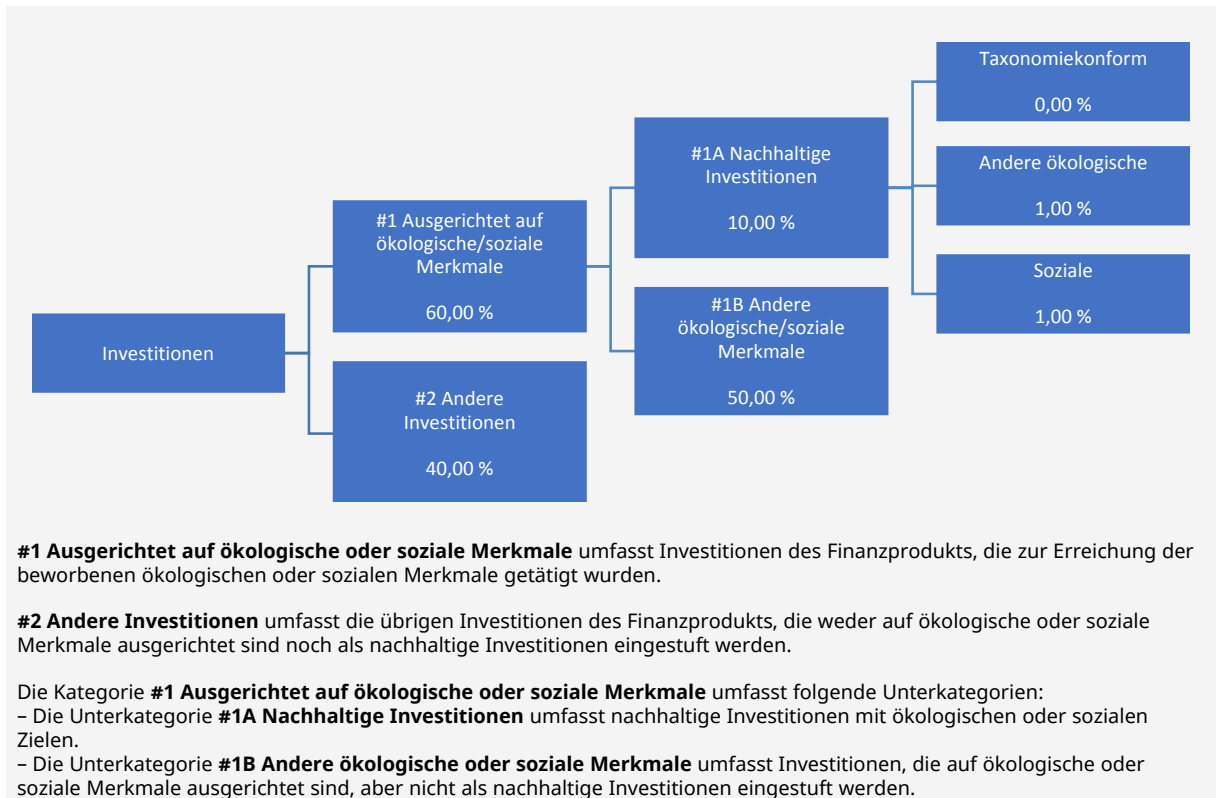 Investitionen
#1 Ausgerichtet auf
ökologische/soziale
Merkmale
60,00 %
#2 Andere
Investitionen
40,00 %
#1A Nachhaltige
Investitionen
10,00 %
#1B Andere
ökologische/soziale
Merkmale
50,00 %
Taxonomiekonform
0,00 %
Andere ökologische
1,00 %
Soziale
1,00 %
#1 Ausgerichtet auf ökologische oder soziale Merkmale umfasst Investitionen des Finanzprodukts, die zur Erreichung der
beworbenen ökologischen oder sozialen Merkmale getätigt wurden.
#2 Andere Investitionen umfasst die übrigen Investitionen des Finanzprodukts, die weder auf ökologische oder soziale
Merkmale ausgerichtet sind noch als nachhaltige Investitionen eingestuft werden.
Die Kategorie #1 Ausgerichtet auf ökologische oder soziale Merkmale umfasst folgende Unterkategorien:
– Die Unterkategorie #1A Nachhaltige Investitionen umfasst nachhaltige Investitionen mit ökologischen oder sozialen
Zielen.
– Die Unterkategorie #1B Andere ökologische oder soziale Merkmale umfasst Investitionen, die auf ökologische oder
soziale Merkmale ausgerichtet sind, aber nicht als nachhaltige Investitionen eingestuft werden.